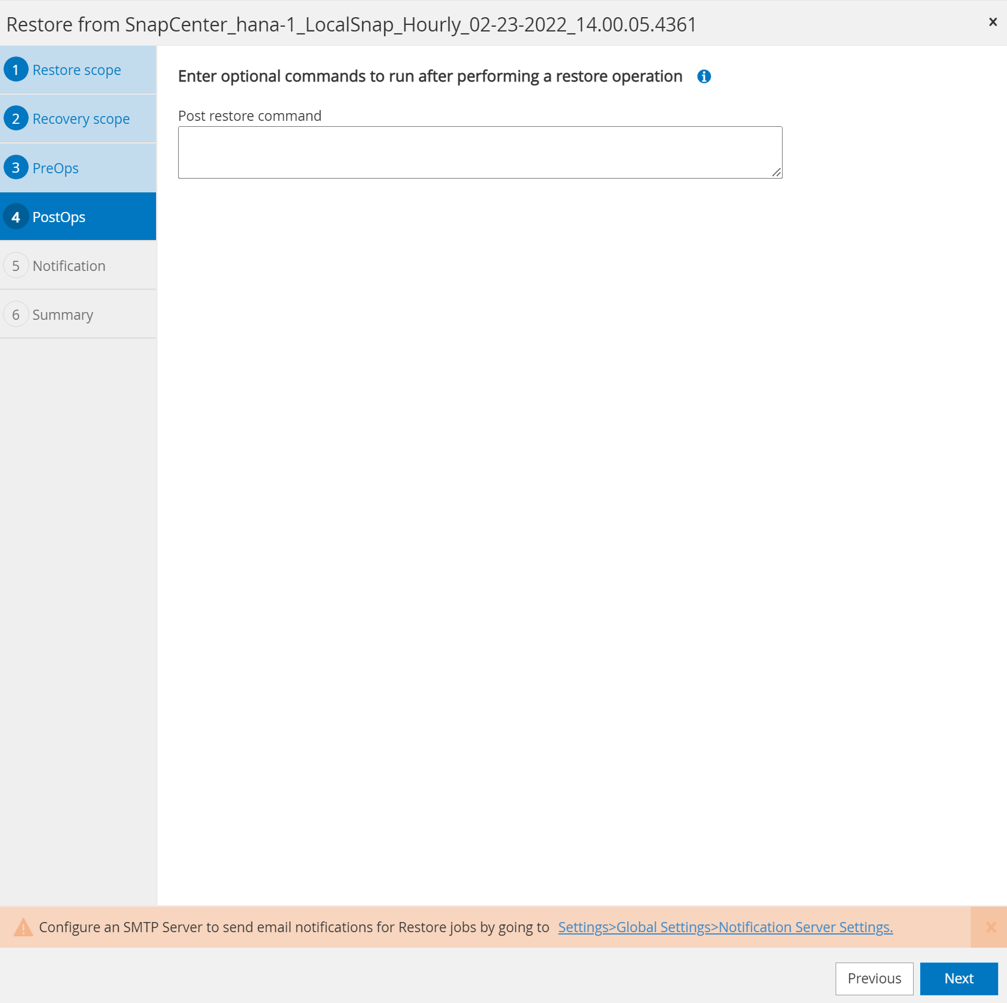 Restore from SnapCenter_hana-1_LocalSnap_Hourly_02-23-2022_14.00.05.4361
×
1 Restore scope
2 Recovery scope
3 PreOps
4 PostOps
5 Notification
6 Summary
Enter optional commands to run after performing a restore operation i
Post restore command
Configure an SMTP Server to send email notifications for Restore jobs by going to Settings>Global Settings>Notification Server Settings. x
Previous Next